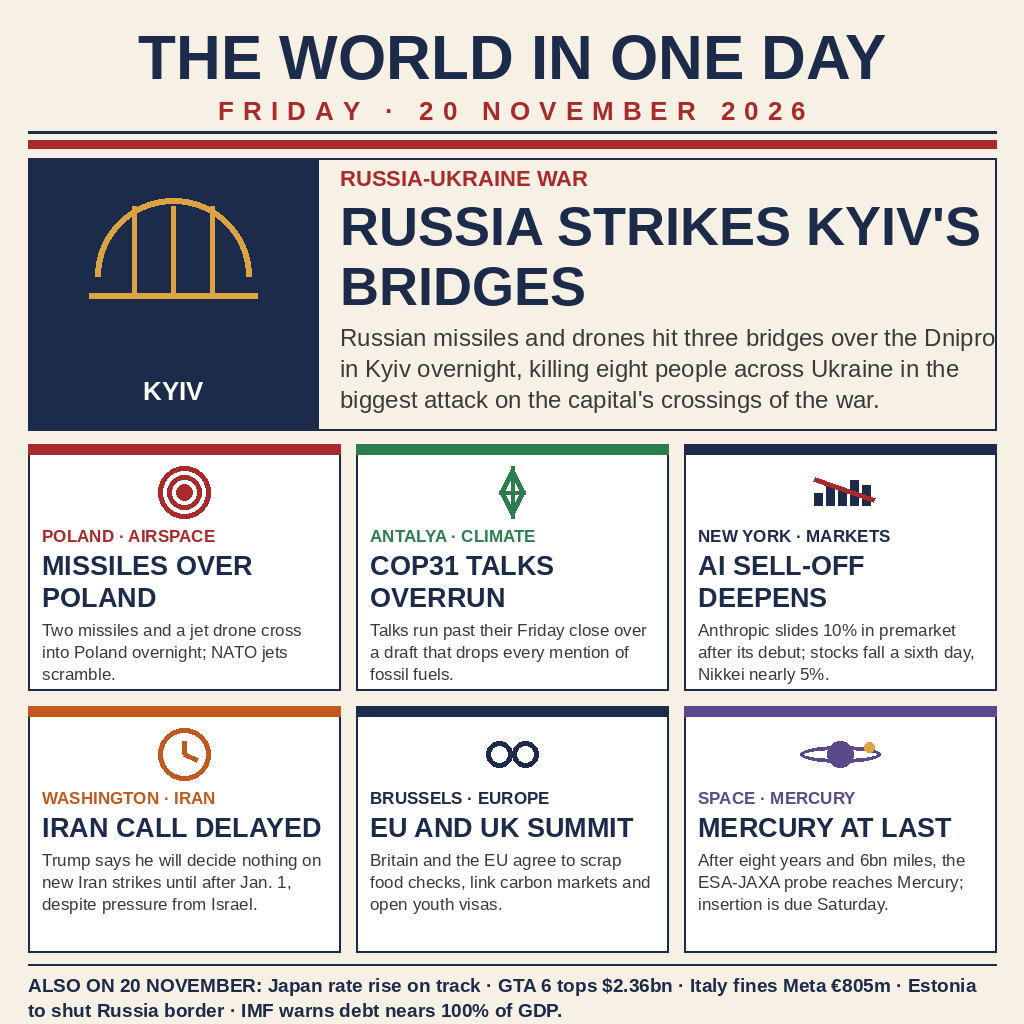 THE WORLD IN ONE DAY
FRIDAY · 20 NOVEMBER 2026
KYIV
RUSSIA-UKRAINE WAR
RUSSIA STRIKES KYIV'S
BRIDGES
Russian missiles and drones hit three bridges over the Dnipro
in Kyiv overnight, killing eight people across Ukraine in the
biggest attack on the capital's crossings of the war.
POLAND · AIRSPACE
MISSILES OVER
POLAND
Two missiles and a jet drone cross
into Poland overnight; NATO jets
scramble.
ANTALYA · CLIMATE
COP31 TALKS
OVERRUN
Talks run past their Friday close over
a draft that drops every mention of
fossil fuels.
NEW YORK · MARKETS
AI SELL-OFF
DEEPENS
Anthropic slides 10% in premarket
after its debut; stocks fall a sixth day,
Nikkei nearly 5%.
WASHINGTON · IRAN
IRAN CALL DELAYED
Trump says he will decide nothing on
new Iran strikes until after Jan. 1,
despite pressure from Israel.
BRUSSELS · EUROPE
EU AND UK SUMMIT
Britain and the EU agree to scrap
food checks, link carbon markets and
open youth visas.
SPACE · MERCURY
MERCURY AT LAST
After eight years and 6bn miles, the
ESA-JAXA probe reaches Mercury;
insertion is due Saturday.
ALSO ON 20 NOVEMBER: Japan rate rise on track · GTA 6 tops $2.36bn · Italy fines Meta €805m · Estonia
to shut Russia border · IMF warns debt nears 100% of GDP.